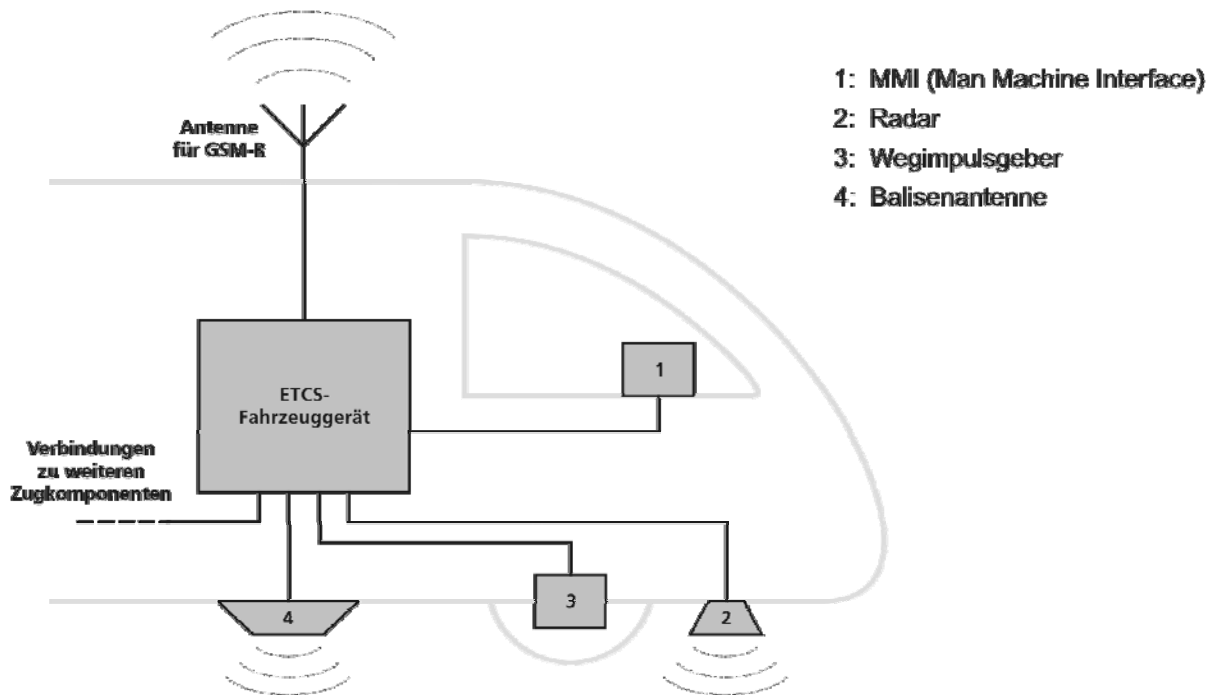 Antenne
für GSM-R
1: MMI (Man Machine Interface)
2: Radar
3: Wegimpulsgeber
4: Balisenantenne
ETCS-
Fahrzeuggerät
1
Verbindungen
zu weiteren
Zugkomponenten
4
3
2